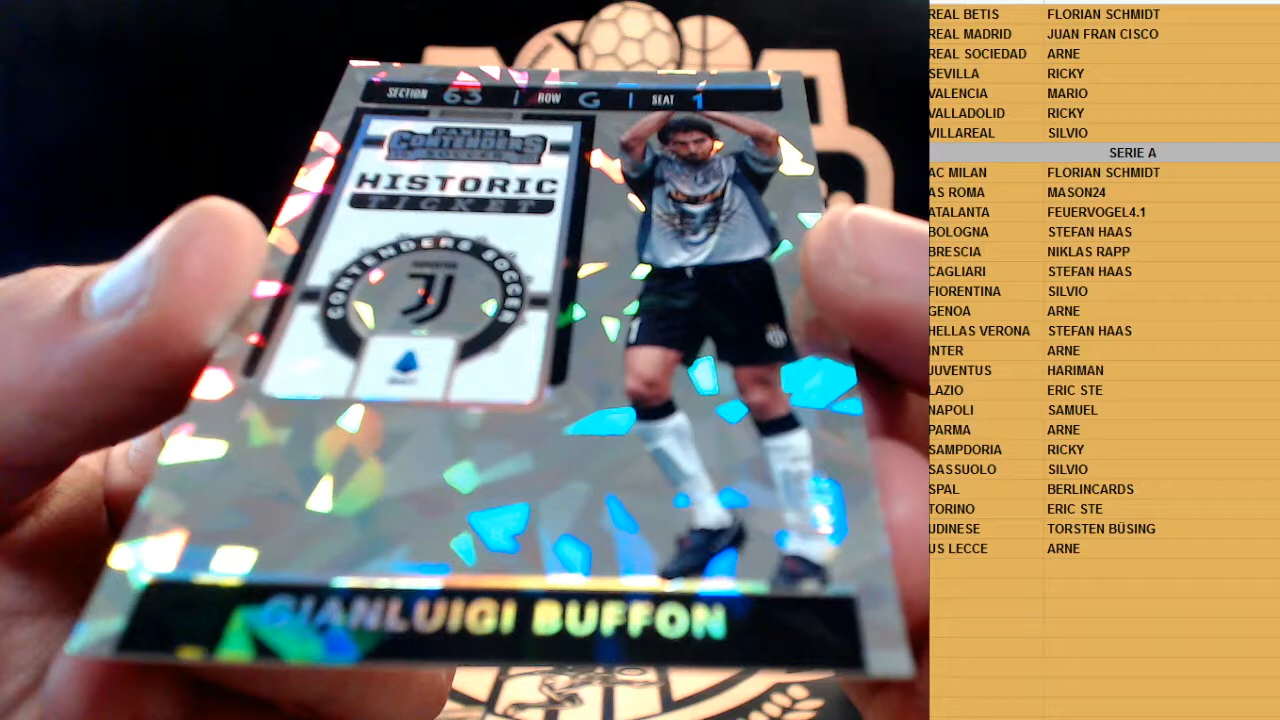 SECTION 63 | ROW G | SEAT 1
PANINI
CONTENDERS
SOCCER
HISTORIC
TICKET
CONTENDERS SOCCER
JUVENTUS
GIANLUIGI BUFFON
1
REAL BETIS FLORIAN SCHMIDT
REAL MADRID JUAN FRAN CISCO
REAL SOCIEDAD ARNE
SEVILLA RICKY
VALENCIA MARIO
VALLADOLID RICKY
VILLAREAL SILVIO
SERIE A
AC MILAN FLORIAN SCHMIDT
AS ROMA MASON24
ATALANTA FEUERVOGEL4.1
BOLOGNA STEFAN HAAS
BRESCIA NIKLAS RAPP
CAGLIARI STEFAN HAAS
FIORENTINA SILVIO
GENOA ARNE
HELLAS VERONA STEFAN HAAS
INTER ARNE
JUVENTUS HARIMAN
LAZIO ERIC STE
NAPOLI SAMUEL
PARMA ARNE
SAMPDORIA RICKY
SASSUOLO SILVIO
SPAL BERLINCARDS
TORINO ERIC STE
UDINESE TORSTEN BÜSING
US LECCE ARNE